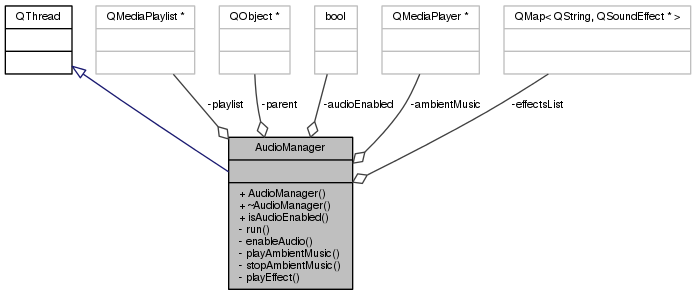 QThread
QMediaPlaylist *
QObject *
bool
QMediaPlayer *
QMap< QString, QSoundEffect * >
-playlist
-parent
-audioEnabled
-ambientMusic
-effectsList
AudioManager
+ AudioManager()
+ ~AudioManager()
+ isAudioEnabled()
- run()
- enableAudio()
- playAmbientMusic()
- stopAmbientMusic()
- playEffect()